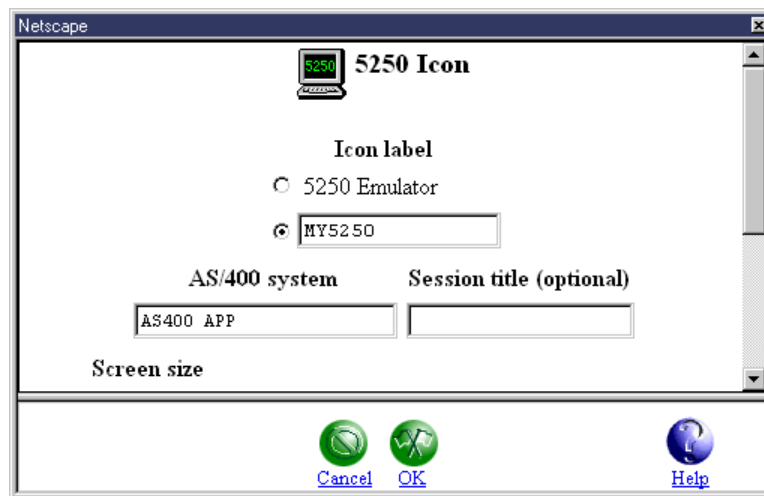 Netscape
5250
5250 Icon
Icon label
5250 Emulator
MY5250
AS/400 system
Session title (optional)
AS400 APP
Screen size
Cancel
OK
Help